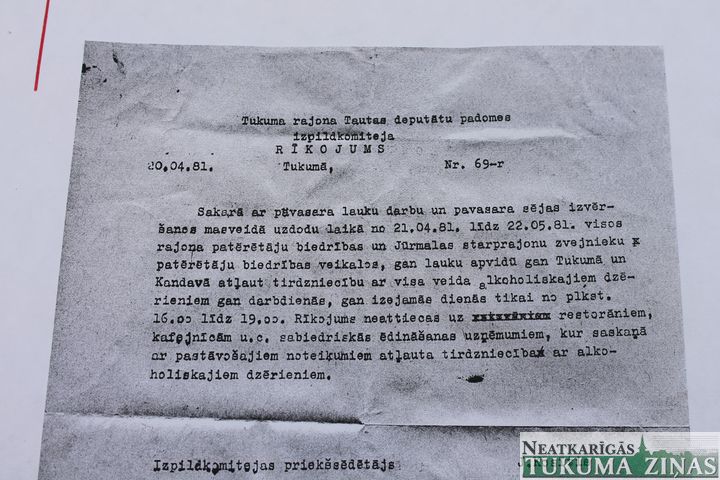 Tukuma rajona Tautas deputātu padomes
izpildkomiteja
RĪKOJUMS
20.04.81. Tukumā, Nr. 69-r
Sakarā ar pavasara lauku darbu un pavasara sējas izvēr-
šanos masveidā uzdodu laikā no 21.04.81. līdz 22.05.81. visos
rajona patērētāju biedrības un Jūrmalas starprajonu zvejnieku
patērētāju biedrības veikalos, gan lauku apvidū gan Tukumā un
Kandavā atļaut tirdzniecību ar visa veida alkoholiskajiem dzē-
rieniem gan darbdienās, gan izejamās dienās tikai no plkst.
16.oo līdz 19.oo. Rīkojums neattiecas uz restorāniem,
kafejnīcām u.c. sabiedriskās ēdināšanas uzņēmumiem, kur saskaņā
ar pastāvošajiem noteikumiem atļauta tirdzniecība ar alko-
holiskajiem dzērieniem.
Izpildkomitejas priekšsēdētājs
NEATKARĪGĀS
TUKUMA ZIŅAS